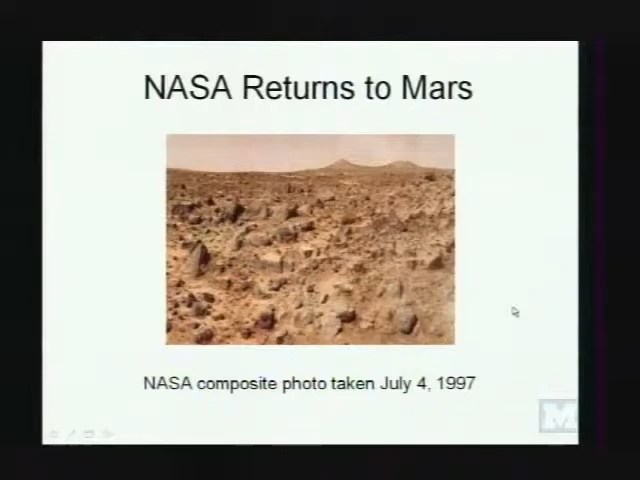 NASA Returns to Mars
NASA composite photo taken July 4, 1997
M